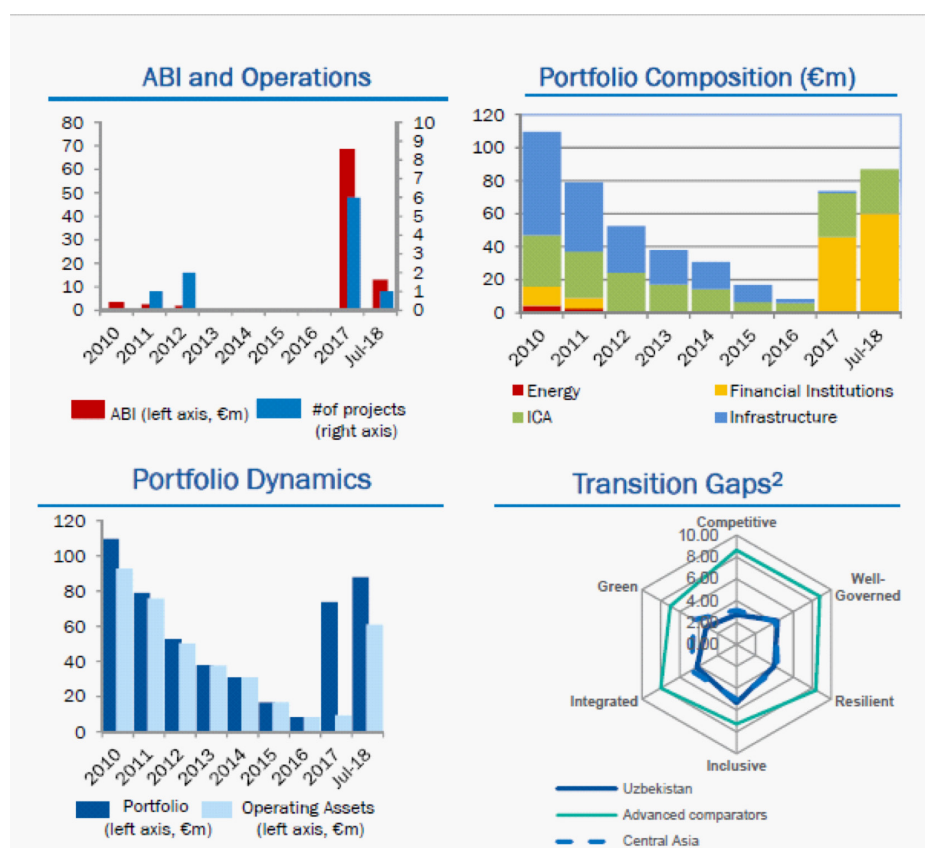 ABI and Operations
80
70
60
50
40
30
20
10
0
10
9
8
7
6
5
4
3
2
1
0
2010
2011
2012
2013
2014
2015
2016
2017
Jul-18
ABI (left axis, €m)
#of projects
(right axis)
Portfolio Composition (€m)
120
100
80
60
40
20
0
2010
2011
2012
2013
2014
2015
2016
2017
Jul-18
Energy
Financial Institutions
ICA
Infrastructure
Portfolio Dynamics
120
100
80
60
40
20
0
2010
2011
2012
2013
2014
2015
2016
2017
Jul-18
Portfolio
(left axis, €m)
Operating Assets
(left axis, €m)
Transition Gaps²
Competitive
10.00
8.00
6.00
4.00
2.00
0.00
Well-
Governed
Resilient
Inclusive
Integrated
Green
Uzbekistan
Advanced comparators
Central Asia